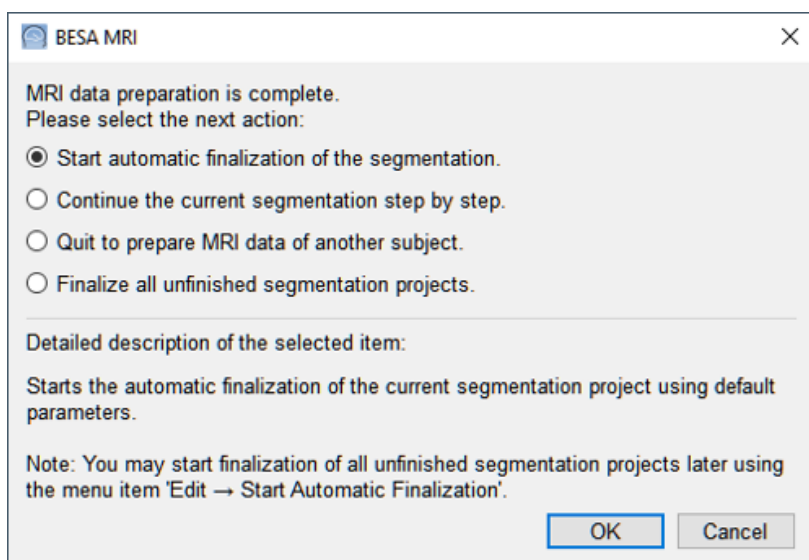 BESA MRI
MRI data preparation is complete.
Please select the next action:
Start automatic finalization of the segmentation.
Continue the current segmentation step by step.
Quit to prepare MRI data of another subject.
Finalize all unfinished segmentation projects.
Detailed description of the selected item:
Starts the automatic finalization of the current segmentation project using default
parameters.
Note: You may start finalization of all unfinished segmentation projects later using
the menu item 'Edit → Start Automatic Finalization'.
OK Cancel